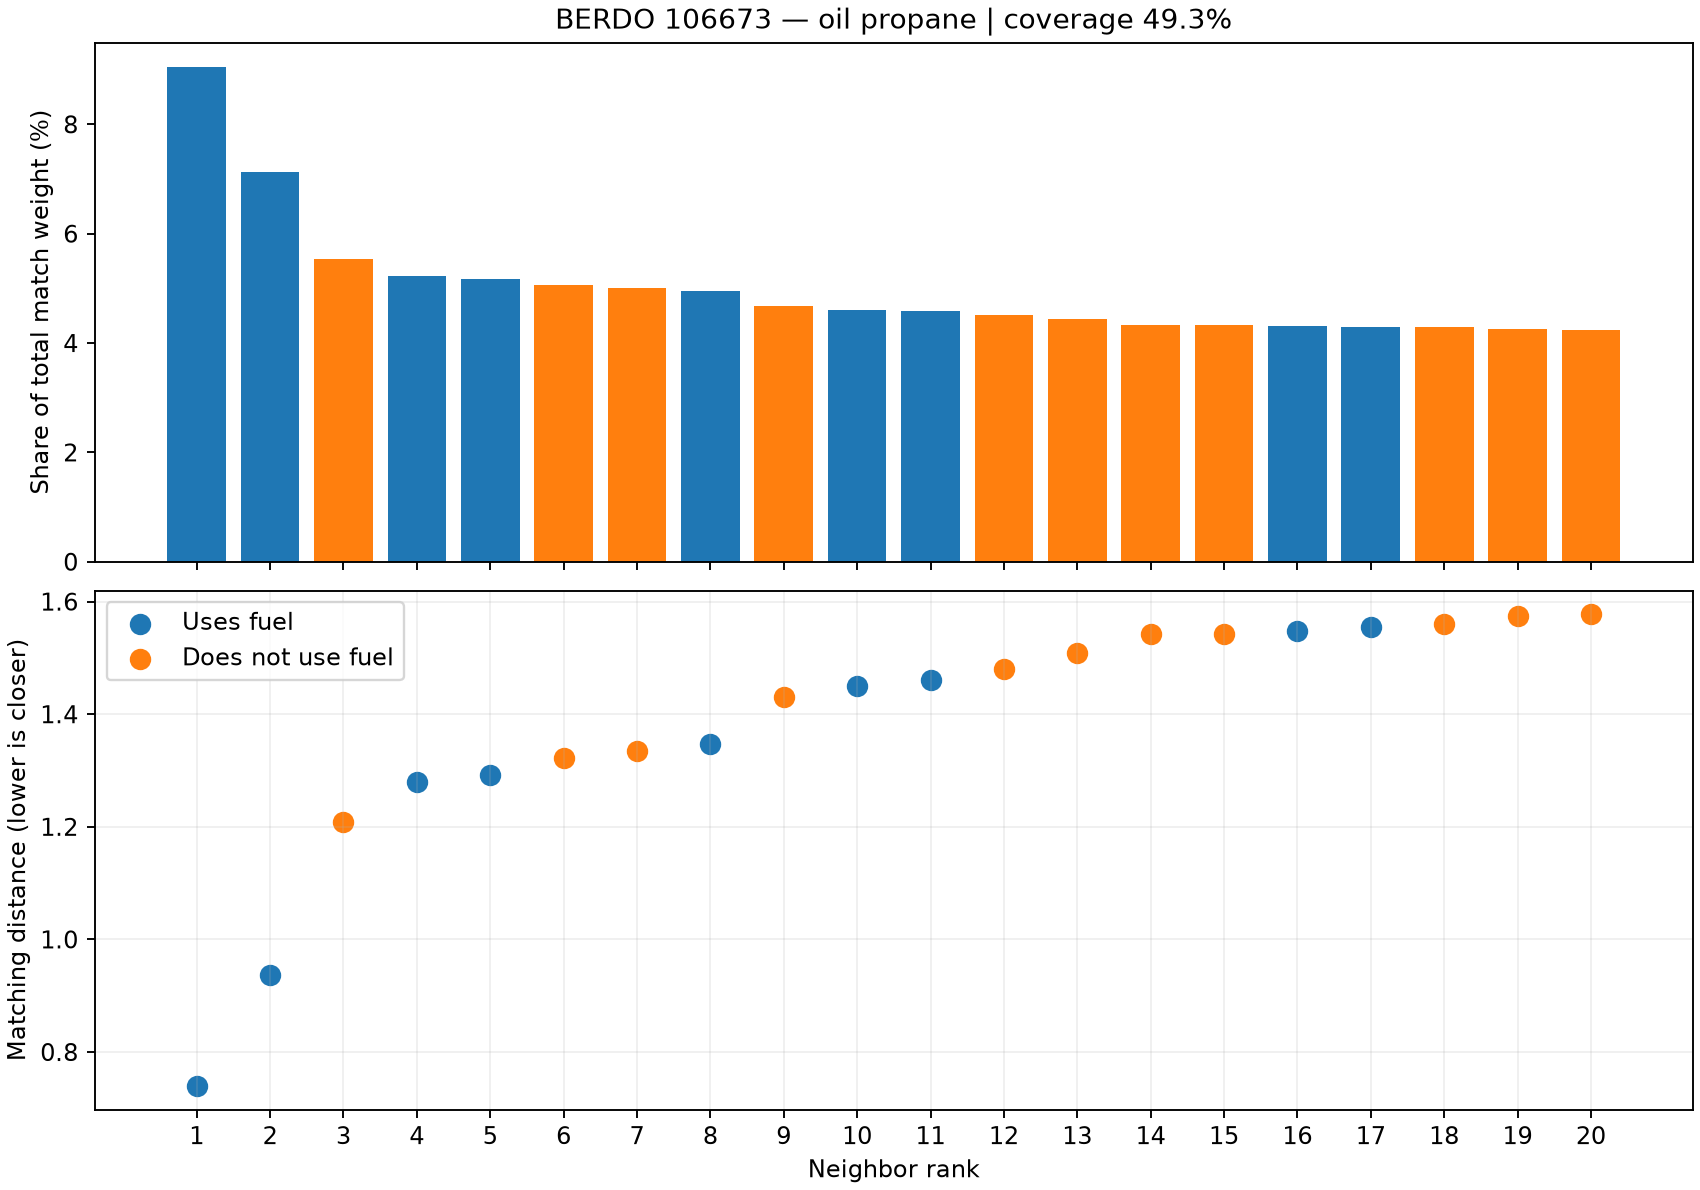 BERDO 106673 — oil propane | coverage 49.3%
Share of total match weight (%)
8
6
4
2
0
Matching distance (lower is closer)
1.6
1.4
1.2
1.0
0.8
Uses fuel
Does not use fuel
1 2 3 4 5 6 7 8 9 10 11 12 13 14 15 16 17 18 19 20
Neighbor rank